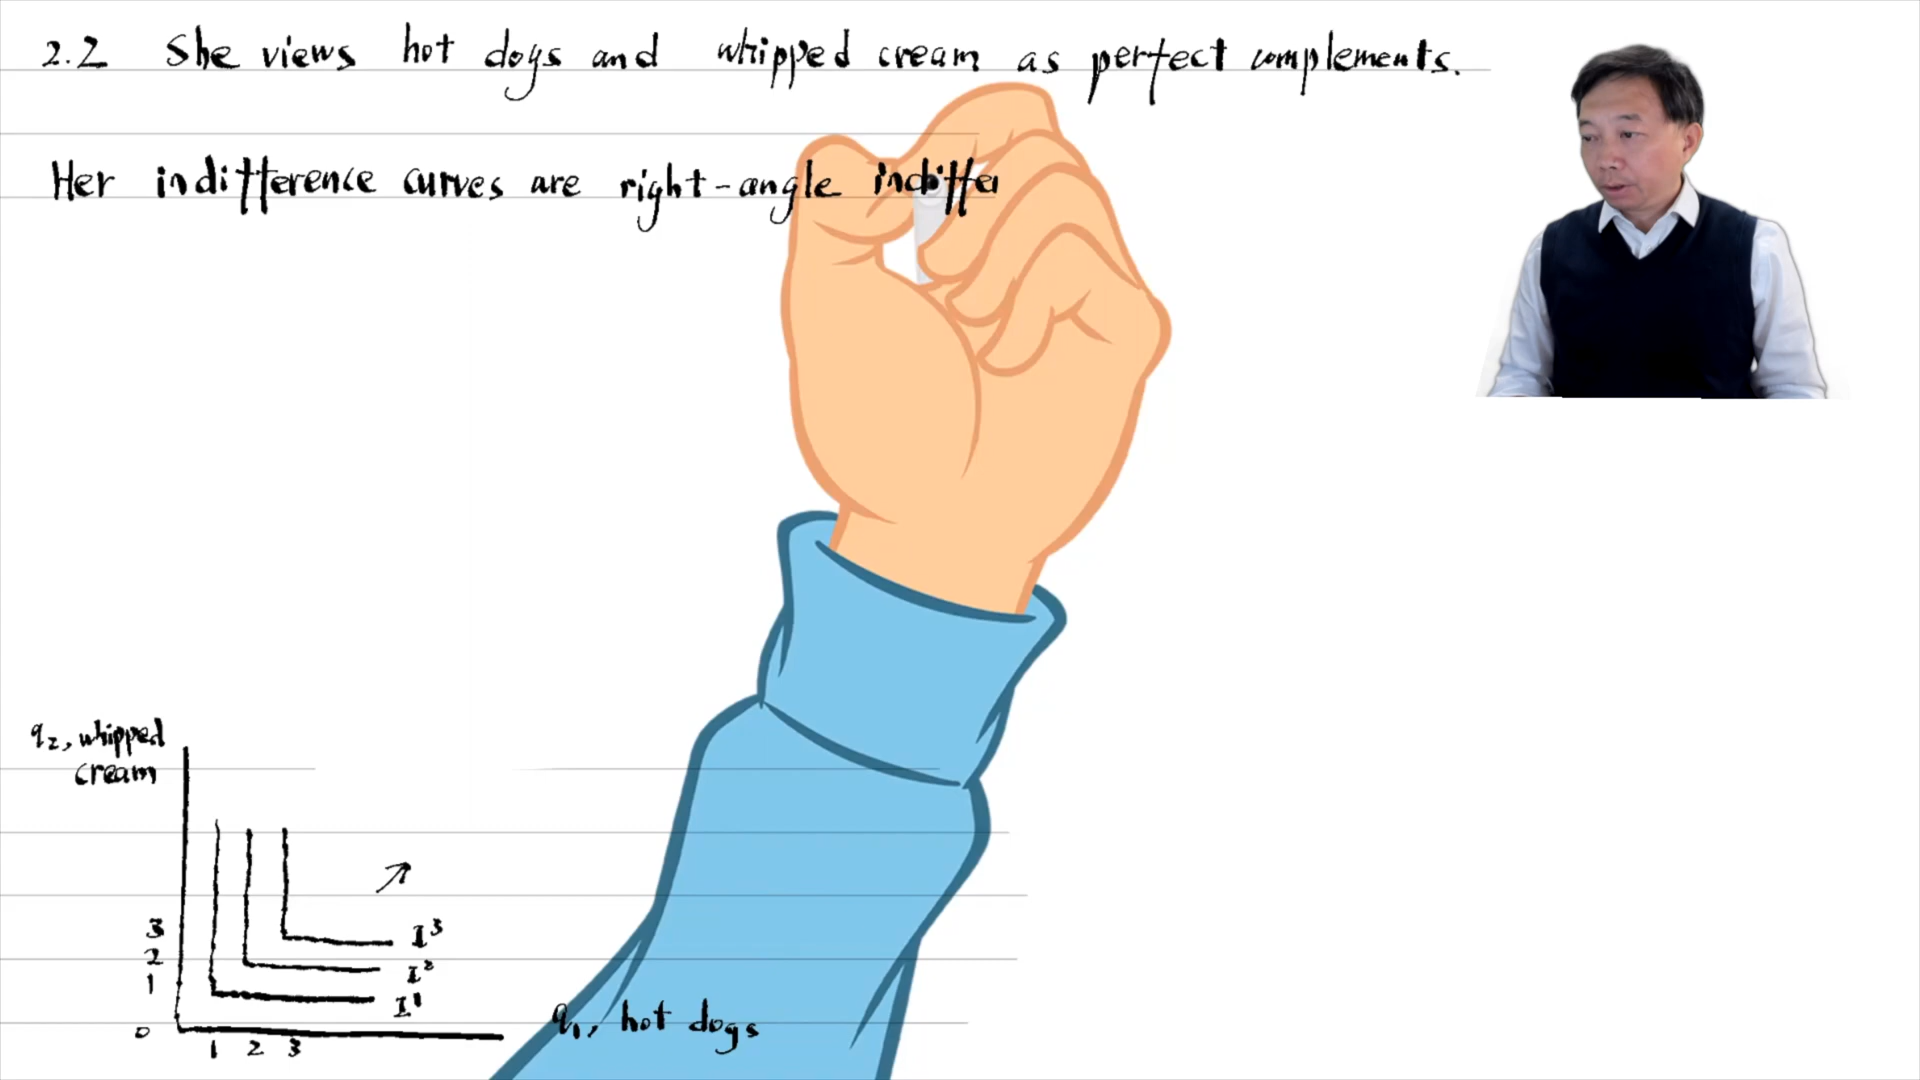 2.2 She views hot dogs and whipped cream as perfect complements.
Her indifference curves are right-angle indiffe
q2, whipped
cream
3
2
1
0
I³
I²
I¹
1 2 3
q1, hot dogs